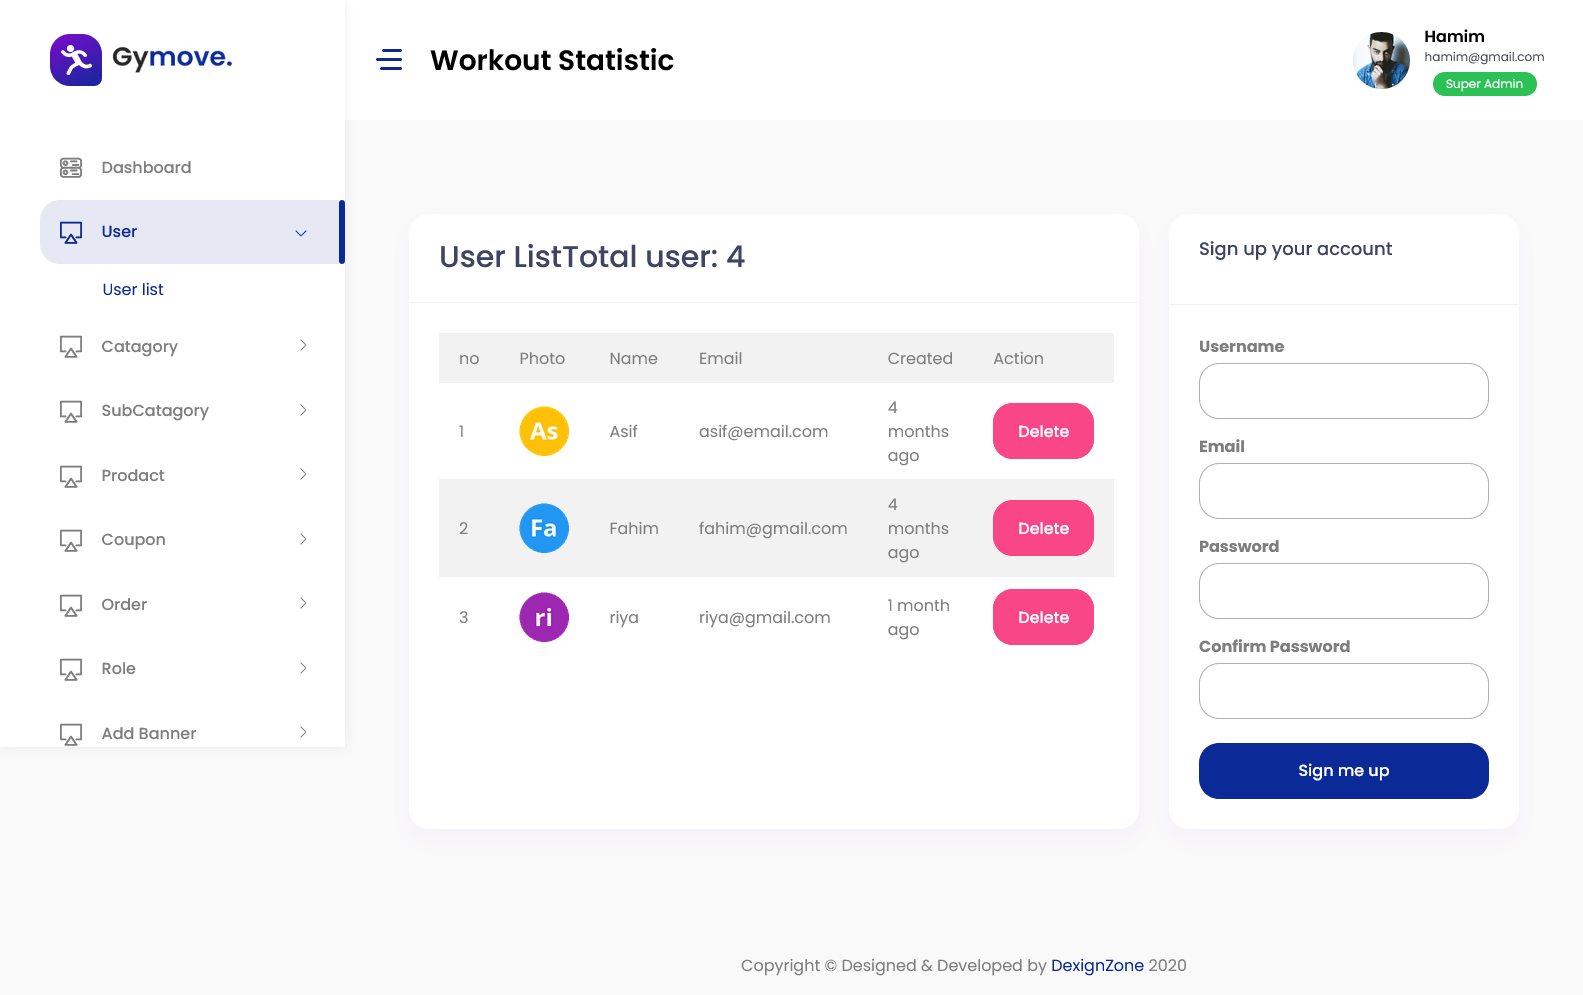 Gymove.
Workout Statistic
Hamim
hamim@gmail.com
Super Admin
Dashboard
User
User list
Catagory
SubCatagory
Prodact
Coupon
Order
Role
Add Banner
User ListTotal user: 4
no Photo Name Email Created Action
1 As Asif asif@email.com 4 months ago Delete
2 Fa Fahim fahim@gmail.com 4 months ago Delete
3 ri riya riya@gmail.com 1 month ago Delete
Sign up your account
Username
Email
Password
Confirm Password
Sign me up
Copyright © Designed & Developed by DexignZone 2020